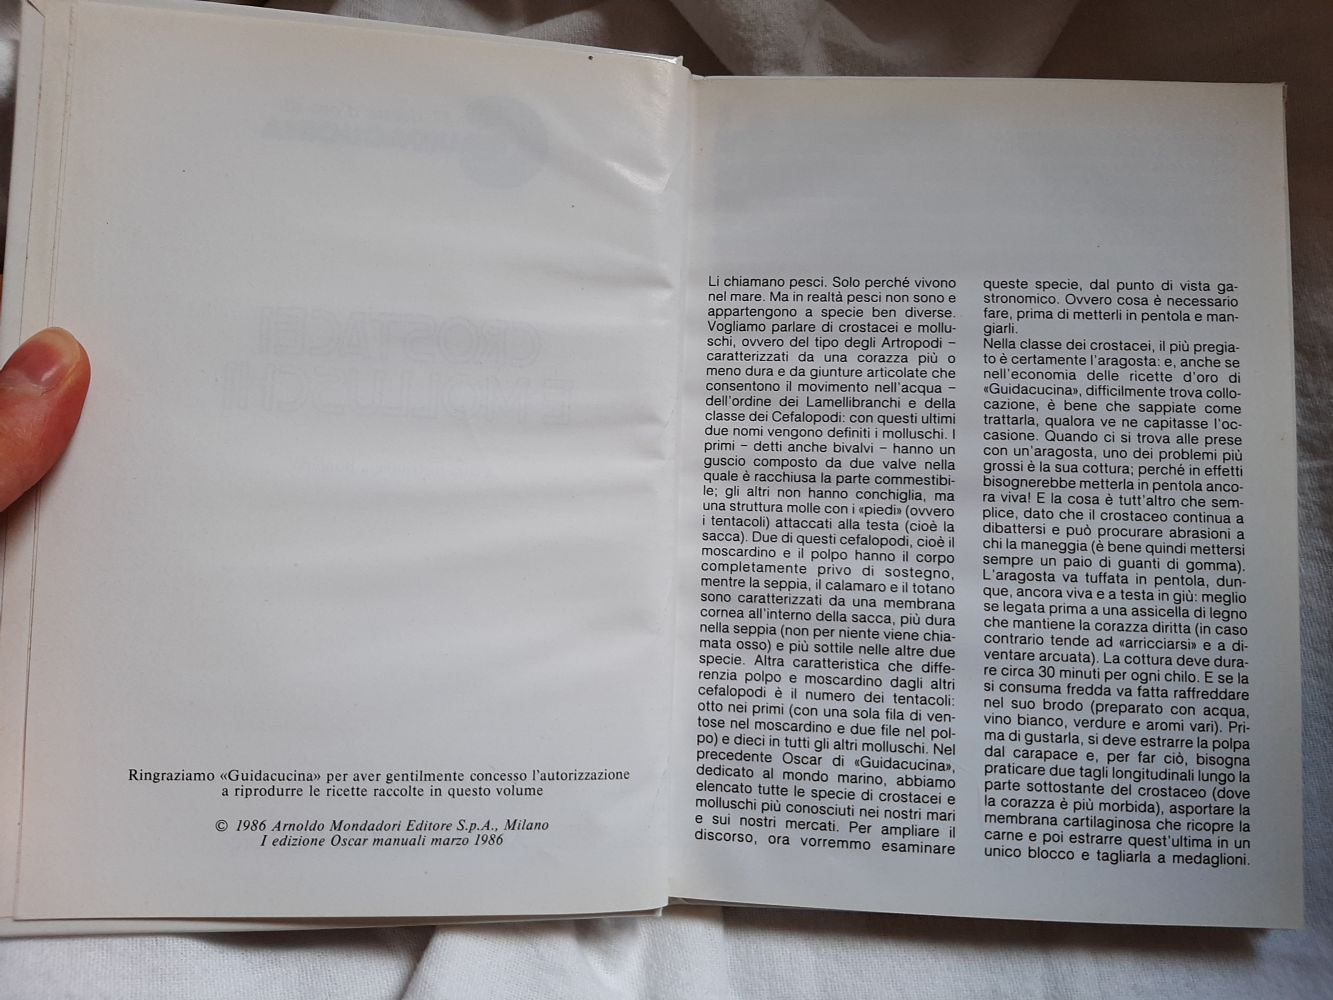 Ringraziamo «Guidacucina» per aver gentilmente concesso l'autorizzazione
a riprodurre le ricette raccolte in questo volume
© 1986 Arnoldo Mondadori Editore S.p.A., Milano
I edizione Oscar manuali marzo 1986
Li chiamano pesci. Solo perché vivono
nel mare. Ma in realtà pesci non sono e
appartengono a specie ben diverse.
Vogliamo parlare di crostacei e mollu-
schi, ovvero del tipo degli Artropodi –
caratterizzati da una corazza più o
meno dura e da giunture articolate che
consentono il movimento nell'acqua –
dell'ordine dei Lamellibranchi e della
classe dei Cefalopodi: con questi ultimi
due nomi vengono definiti i molluschi. I
primi – detti anche bivalvi – hanno un
guscio composto da due valve nella
quale è racchiusa la parte commestibi-
le; gli altri non hanno conchiglia, ma
una struttura molle con i «piedi» (ovvero
i tentacoli) attaccati alla testa (cioè la
sacca). Due di questi cefalopodi, cioè il
moscardino e il polpo hanno il corpo
completamente privo di sostegno,
mentre la seppia, il calamaro e il totano
sono caratterizzati da una membrana
cornea all'interno della sacca, più dura
nella seppia (non per niente viene chia-
mata osso) e più sottile nelle altre due
specie. Altra caratteristica che diffe-
renzia polpo e moscardino dagli altri
cefalopodi è il numero dei tentacoli:
otto nei primi (con una sola fila di ven-
tose nel moscardino e due file nel pol-
po) e dieci in tutti gli altri molluschi. Nel
precedente Oscar di «Guidacucina»,
dedicato al mondo marino, abbiamo
elencato tutte le specie di crostacei e
molluschi più conosciuti nei nostri mari
e sui nostri mercati. Per ampliare il
discorso, ora vorremmo esaminare
queste specie, dal punto di vista ga-
stronomico. Ovvero cosa è necessario
fare, prima di metterli in pentola e man-
giarli.
Nella classe dei crostacei, il più pregia-
to è certamente l'aragosta: e, anche se
nell'economia delle ricette d'oro di
«Guidacucina», difficilmente trova collo-
cazione, è bene che sappiate come
trattarla, qualora ve ne capitasse l'oc-
casione. Quando ci si trova alle prese
con un'aragosta, uno dei problemi più
grossi è la sua cottura; perché in effetti
bisognerebbe metterla in pentola anco-
ra viva! E la cosa è tutt'altro che sem-
plice, dato che il crostaceo continua a
dibattersi e può procurare abrasioni a
chi la maneggia (è bene quindi mettersi
sempre un paio di guanti di gomma).
L'aragosta va tuffata in pentola, dun-
que, ancora viva e a testa in giù: meglio
se legata prima a una assicella di legno
che mantiene la corazza diritta (in caso
contrario tende ad «arricciarsi» e a di-
ventare arcuata). La cottura deve dura-
re circa 30 minuti per ogni chilo. E se la
si consuma fredda va fatta raffreddare
nel suo brodo (preparato con acqua,
vino bianco, verdure e aromi vari). Pri-
ma di gustarla, si deve estrarre la polpa
dal carapace e, per far ciò, bisogna
praticare due tagli longitudinali lungo la
parte sottostante del crostaceo (dove
la corazza è più morbida), asportare la
membrana cartilaginosa che ricopre la
carne e poi estrarre quest'ultima in un
unico blocco e tagliarla a medaglioni.